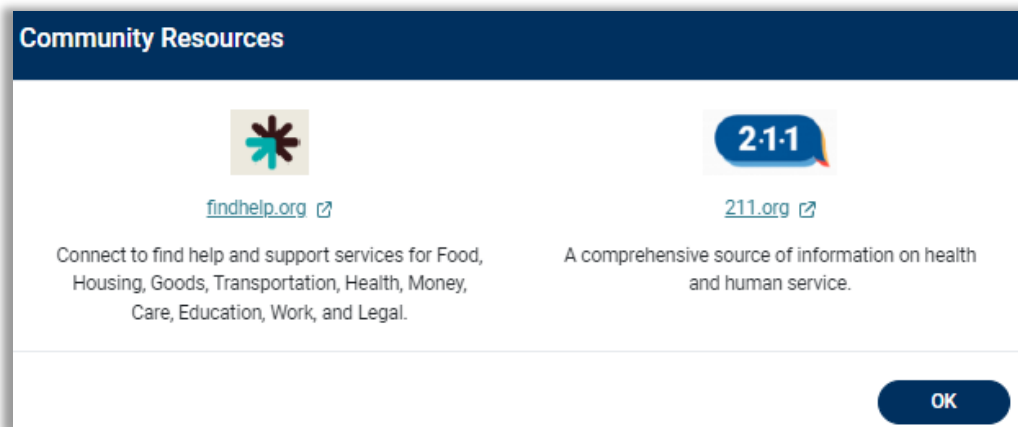 Community Resources
2·1·1
findhelp.org
211.org
Connect to find help and support services for Food,
Housing, Goods, Transportation, Health, Money,
Care, Education, Work, and Legal.
A comprehensive source of information on health
and human service.
OK